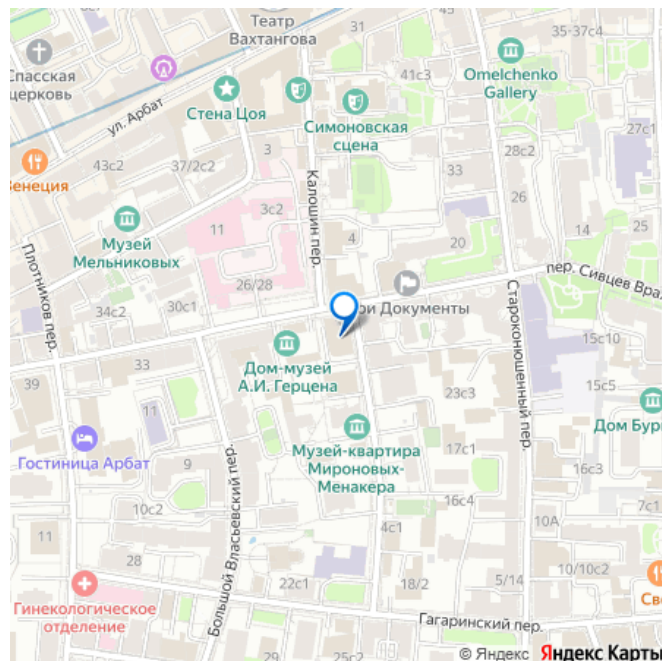 Театр
Вахтангова
31
35-37с4
Спасская
церковь
ул. Арбат
Стена Цоя
41с3
Omelchenko
Gallery
Симоновская
сцена
27с1
28с2
Венеция
43с2
37/2с2
3
33
26
Калошин пер.
3с2
11
Музей
Мельниковых
4
20
14
25
Плотников пер.
26/28
пер. Сивцев Враж
34с2
30с1
ри Документы
Староконюшенный пер.
15с10
33
Дом-музей
А.И. Герцена
39
23с3
15с5
11
Дом Бур
Гостиница Арбат
9
Музей-квартира
Мироновых-
Менакера
17с1
16с3
Большой Власьевский пер.
10с2
16с4
7с1
10А
4с1
11
28
22с1
18/2
5/14
10/10с2
Гинекологическое
отделение
Све
Гагаринский пер.
© Яндекс Яндекс Карты